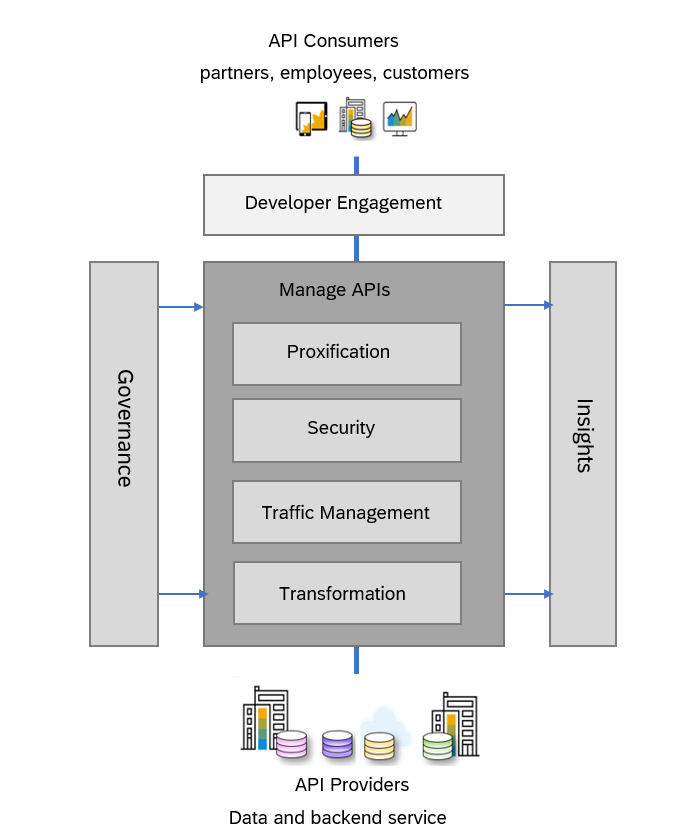 API Consumers
partners, employees, customers
Developer Engagement
Manage APIs
Governance
Proxification
Security
Traffic Management
Transformation
Insights
API Providers
Data and backend service